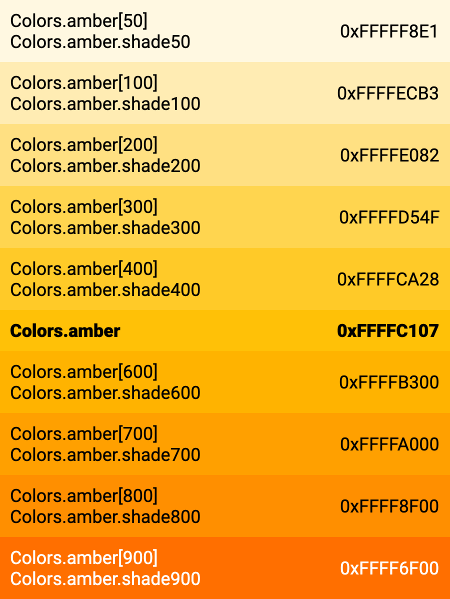 Colors.amber[50]
Colors.amber.shade50 0xFFFFF8E1
Colors.amber[100]
Colors.amber.shade100 0xFFFFECB3
Colors.amber[200]
Colors.amber.shade200 0xFFFFE082
Colors.amber[300]
Colors.amber.shade300 0xFFFFD54F
Colors.amber[400]
Colors.amber.shade400 0xFFFFCA28
Colors.amber 0xFFFFC107
Colors.amber[600]
Colors.amber.shade600 0xFFFFB300
Colors.amber[700]
Colors.amber.shade700 0xFFFFA000
Colors.amber[800]
Colors.amber.shade800 0xFFFF8F00
Colors.amber[900]
Colors.amber.shade900 0xFFFF6F00